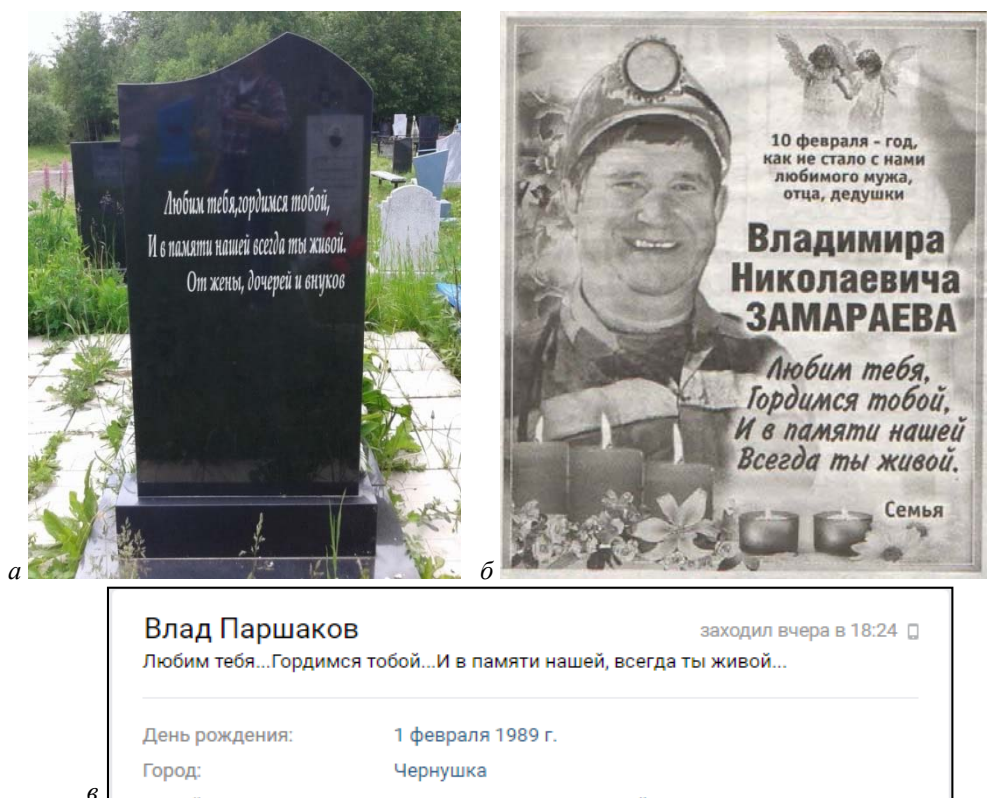 Любим тебя,гордимся тобой,
И в памяти нашей всегда ты живой.
От жены, дочерей и внуков
а
10 февраля - год,
как не стало с нами
любимого мужа,
отца, дедушки
Владимира
Николаевича
ЗАМАРАЕВА
Любим тебя,
Гордимся тобой,
И в памяти нашей
Всегда ты живой.
Семья
б
Влад Паршаков
заходил вчера в 18:24
Любим тебя...Гордимся тобой...И в памяти нашей, всегда ты живой...
День рождения: 1 февраля 1989 г.
Город: Чернушка
в